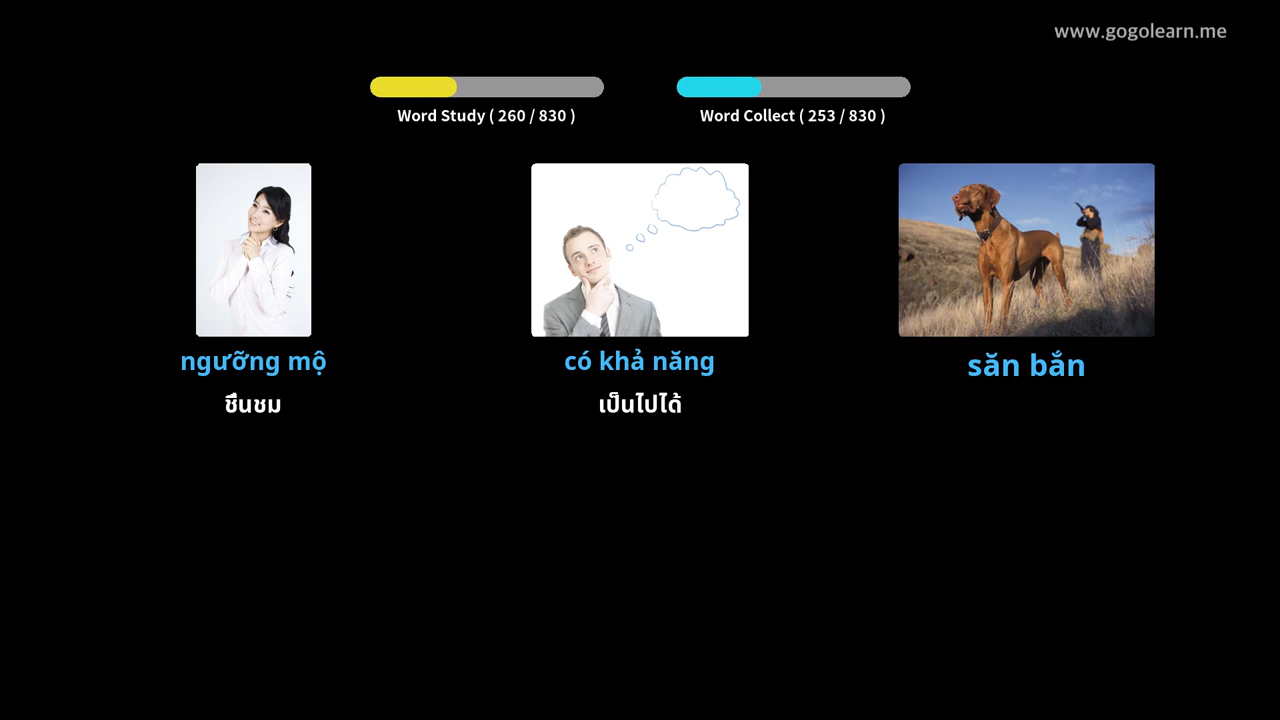 www.gogolearn.me
Word Study ( 260 / 830 )
Word Collect ( 253 / 830 )
ngưỡng mộ
có khả năng
săn bắn
ชื่นชม
เป็นไปได้